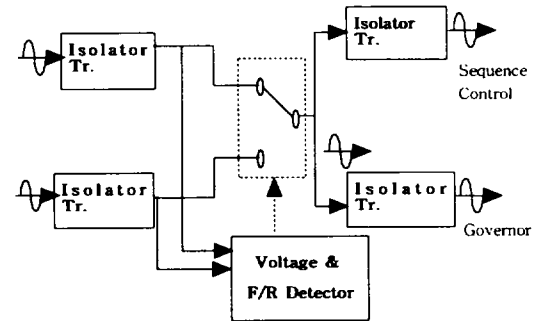 Isolator
Tr.
Isolator
Tr.
Sequence
Control
Isolator
Tr.
Isolator
Tr.
Governor
Voltage &
F/R Detector